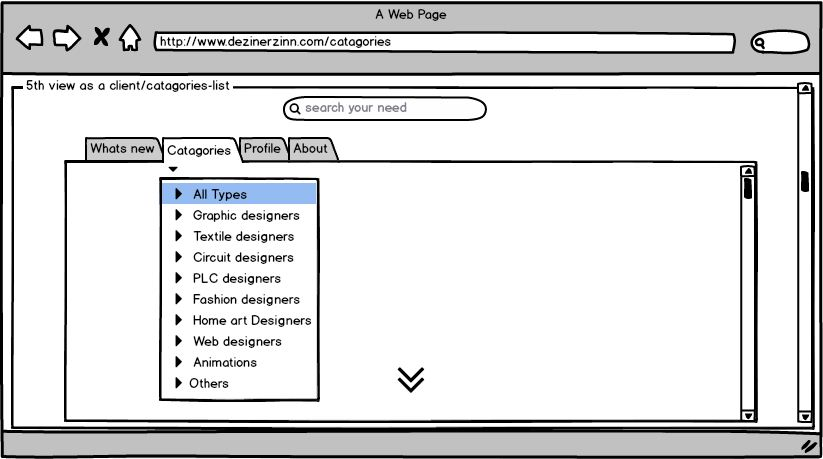 A Web Page
http://www.dezinerzinn.com/catagories
5th view as a client/catagories-list
search your need
Whats new Catagories Profile About
All Types
Graphic designers
Textile designers
Circuit designers
PLC designers
Fashion designers
Home art Designers
Web designers
Animations
Others